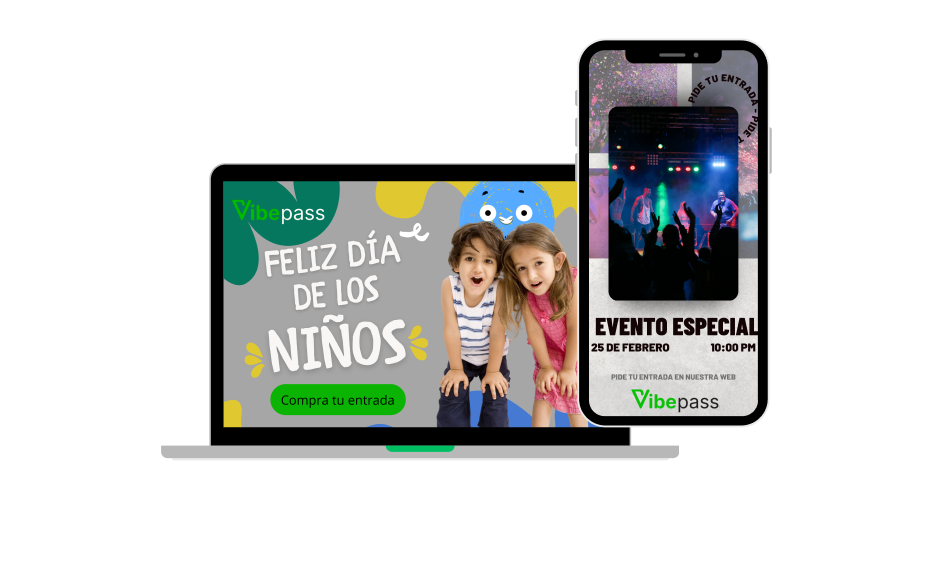 Vibepass
FELIZ DÍA
DE LOS
NIÑOS
Compra tu entrada
PIDE TU ENTRADA - PIDE T
EVENTO ESPECIAL
25 DE FEBRERO 10:00 PM
PIDE TU ENTRADA EN NUESTRA WEB
Vibepass